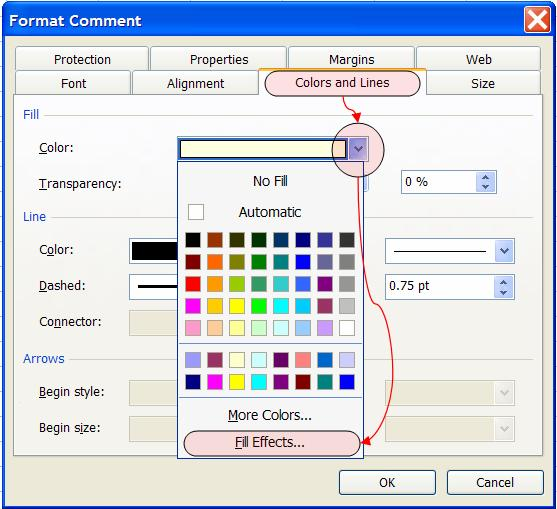 Format Comment
Protection Properties Margins Web
Font Alignment Colors and Lines Size
Fill
Color:
No Fill
Transparency: 0 %
Automatic
Line
Color:
Dashed: 0.75 pt
Connector:
Arrows
Begin style:
More Colors...
Begin size:
Fill Effects...
OK Cancel